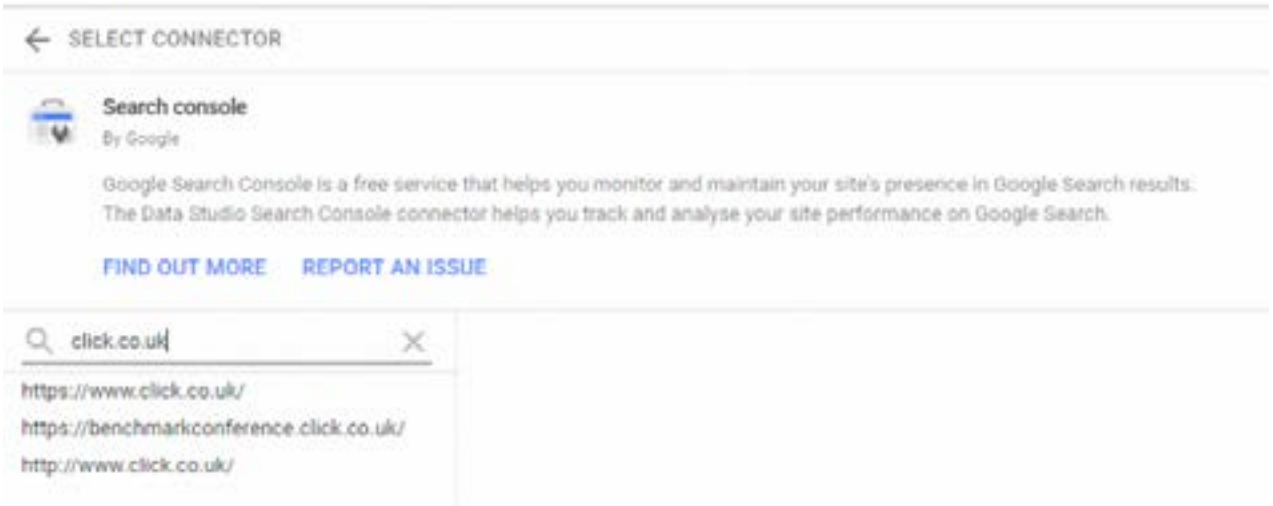 ← SELECT CONNECTOR
Search console
By Google
Google Search Console is a free service that helps you monitor and maintain your site's presence in Google Search results.
The Data Studio Search Console connector helps you track and analyse your site performance on Google Search.
FIND OUT MORE REPORT AN ISSUE
click.co.uk
https://www.click.co.uk/
https://benchmarkconference.click.co.uk/
http://www.click.co.uk/